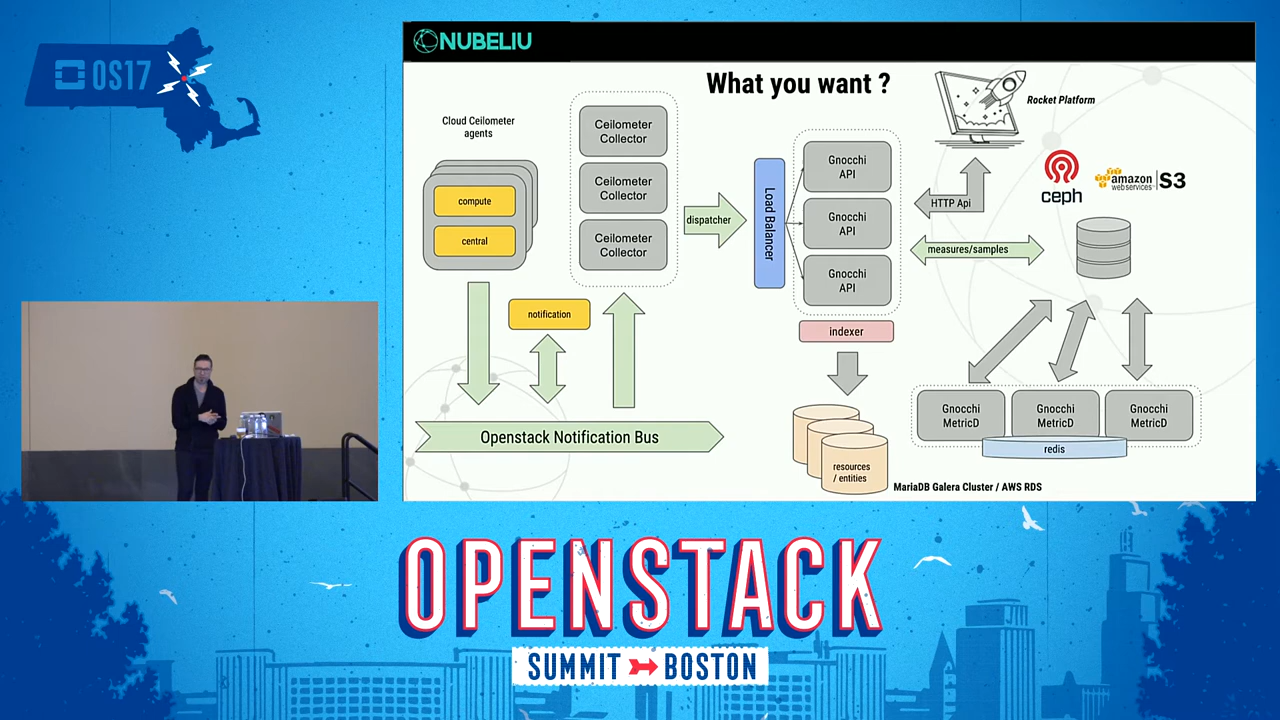 OS17
NUBELIU
What you want ?
Rocket Platform
Cloud Ceilometer
agents
compute
central
Ceilometer
Collector
Ceilometer
Collector
Ceilometer
Collector
dispatcher
Load Balancer
Gnocchi
API
Gnocchi
API
Gnocchi
API
HTTP Api
measures/samples
ceph
amazon
web services
S3
notification
indexer
Openstack Notification Bus
resources
/ entities
MariaDB Galera Cluster / AWS RDS
Gnocchi
MetricD
Gnocchi
MetricD
Gnocchi
MetricD
redis
OPENSTACK
SUMMIT BOSTON